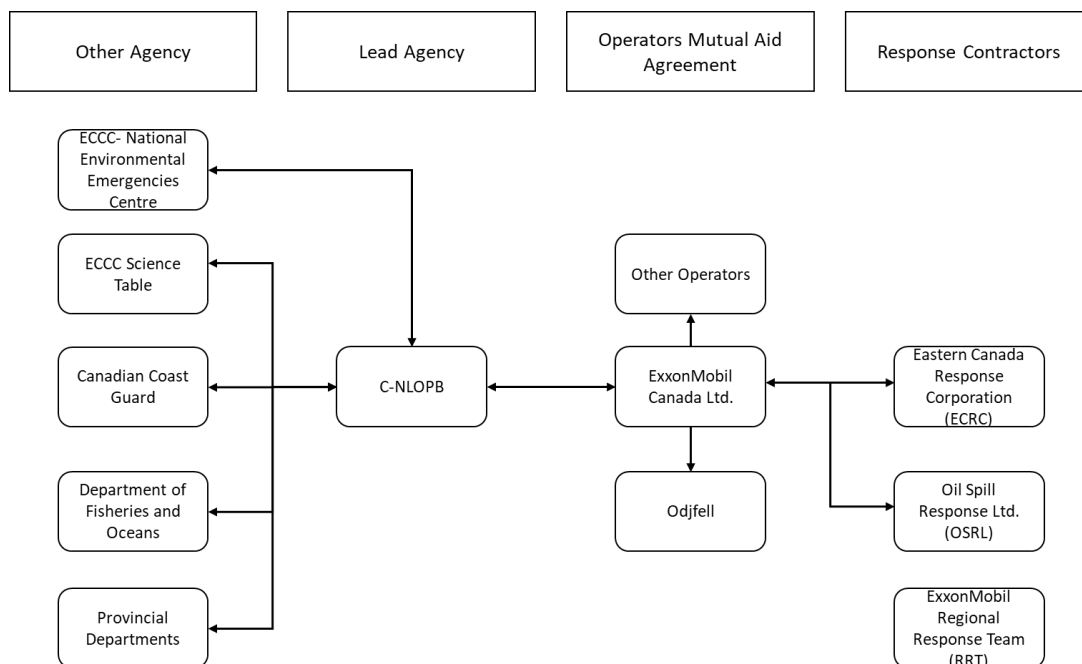 Other Agency
Lead Agency
Operators Mutual Aid
Agreement
Response Contractors
ECCC- National
Environmental
Emergencies
Centre
ECCC Science
Table
Canadian Coast
Guard
Department of
Fisheries and
Oceans
Provincial
Departments
C-NLOPB
Other Operators
ExxonMobil
Canada Ltd.
Odjfell
Eastern Canada
Response
Corporation
(ECRC)
Oil Spill
Response Ltd.
(OSRL)
ExxonMobil
Regional
Response Team
(RRT)